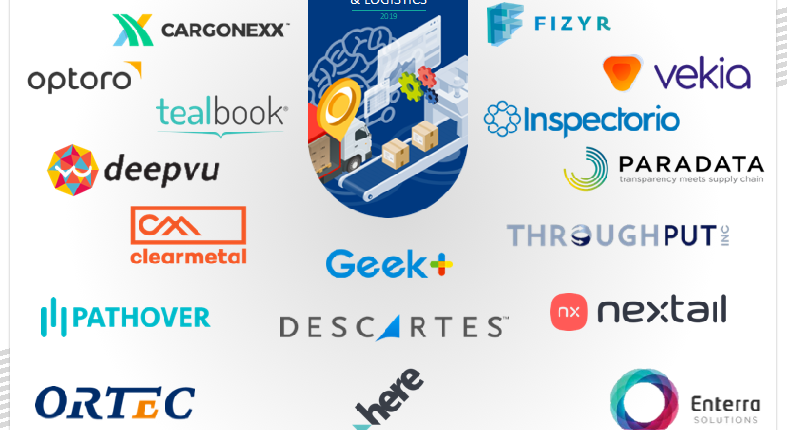 & LOGISTICS
2019
CARGONEXX™
FIZYR
optoro
vekia
tealbook®
Inspectorio
deepvu
PARADATA
transparency meets supply chain
clearmetal
THROUGHPUT INC
Geek+
PATHOVER
DESCARTES™
nx nextail
ORTEC
here
Enterra
SOLUTIONS